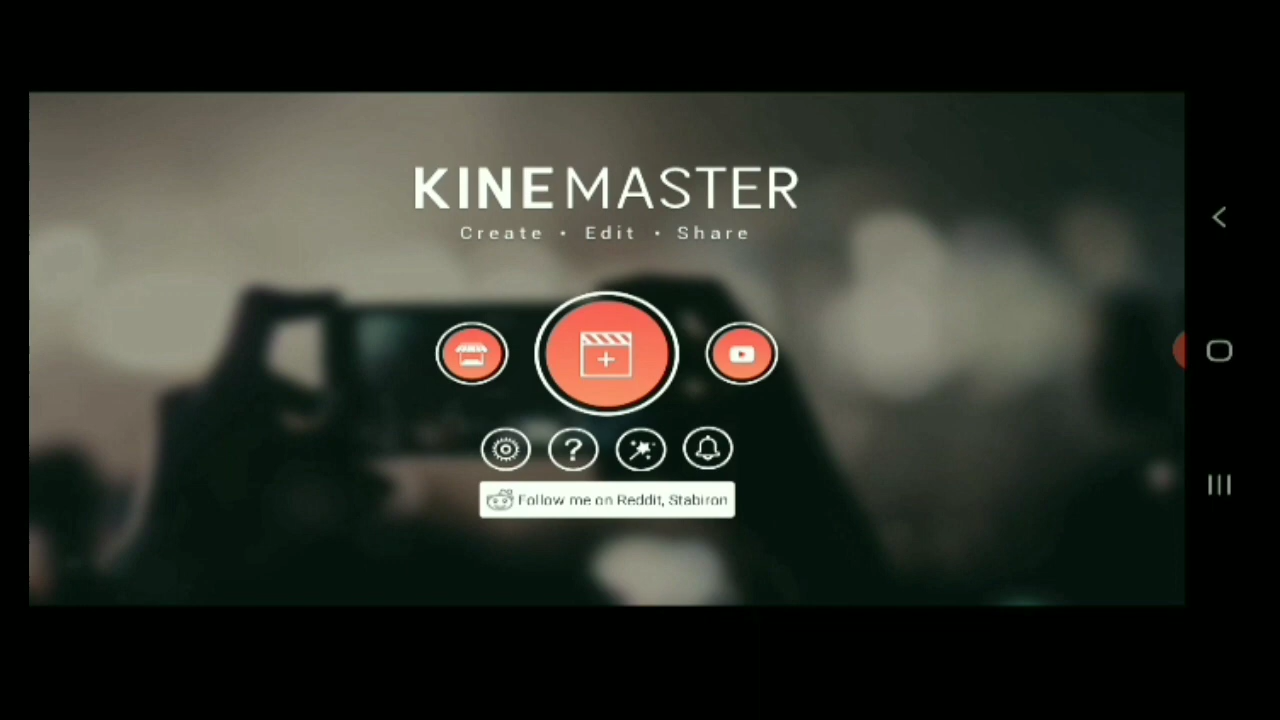 KINEMASTER
Create • Edit • Share
?
Follow me on Reddit, Stabiron